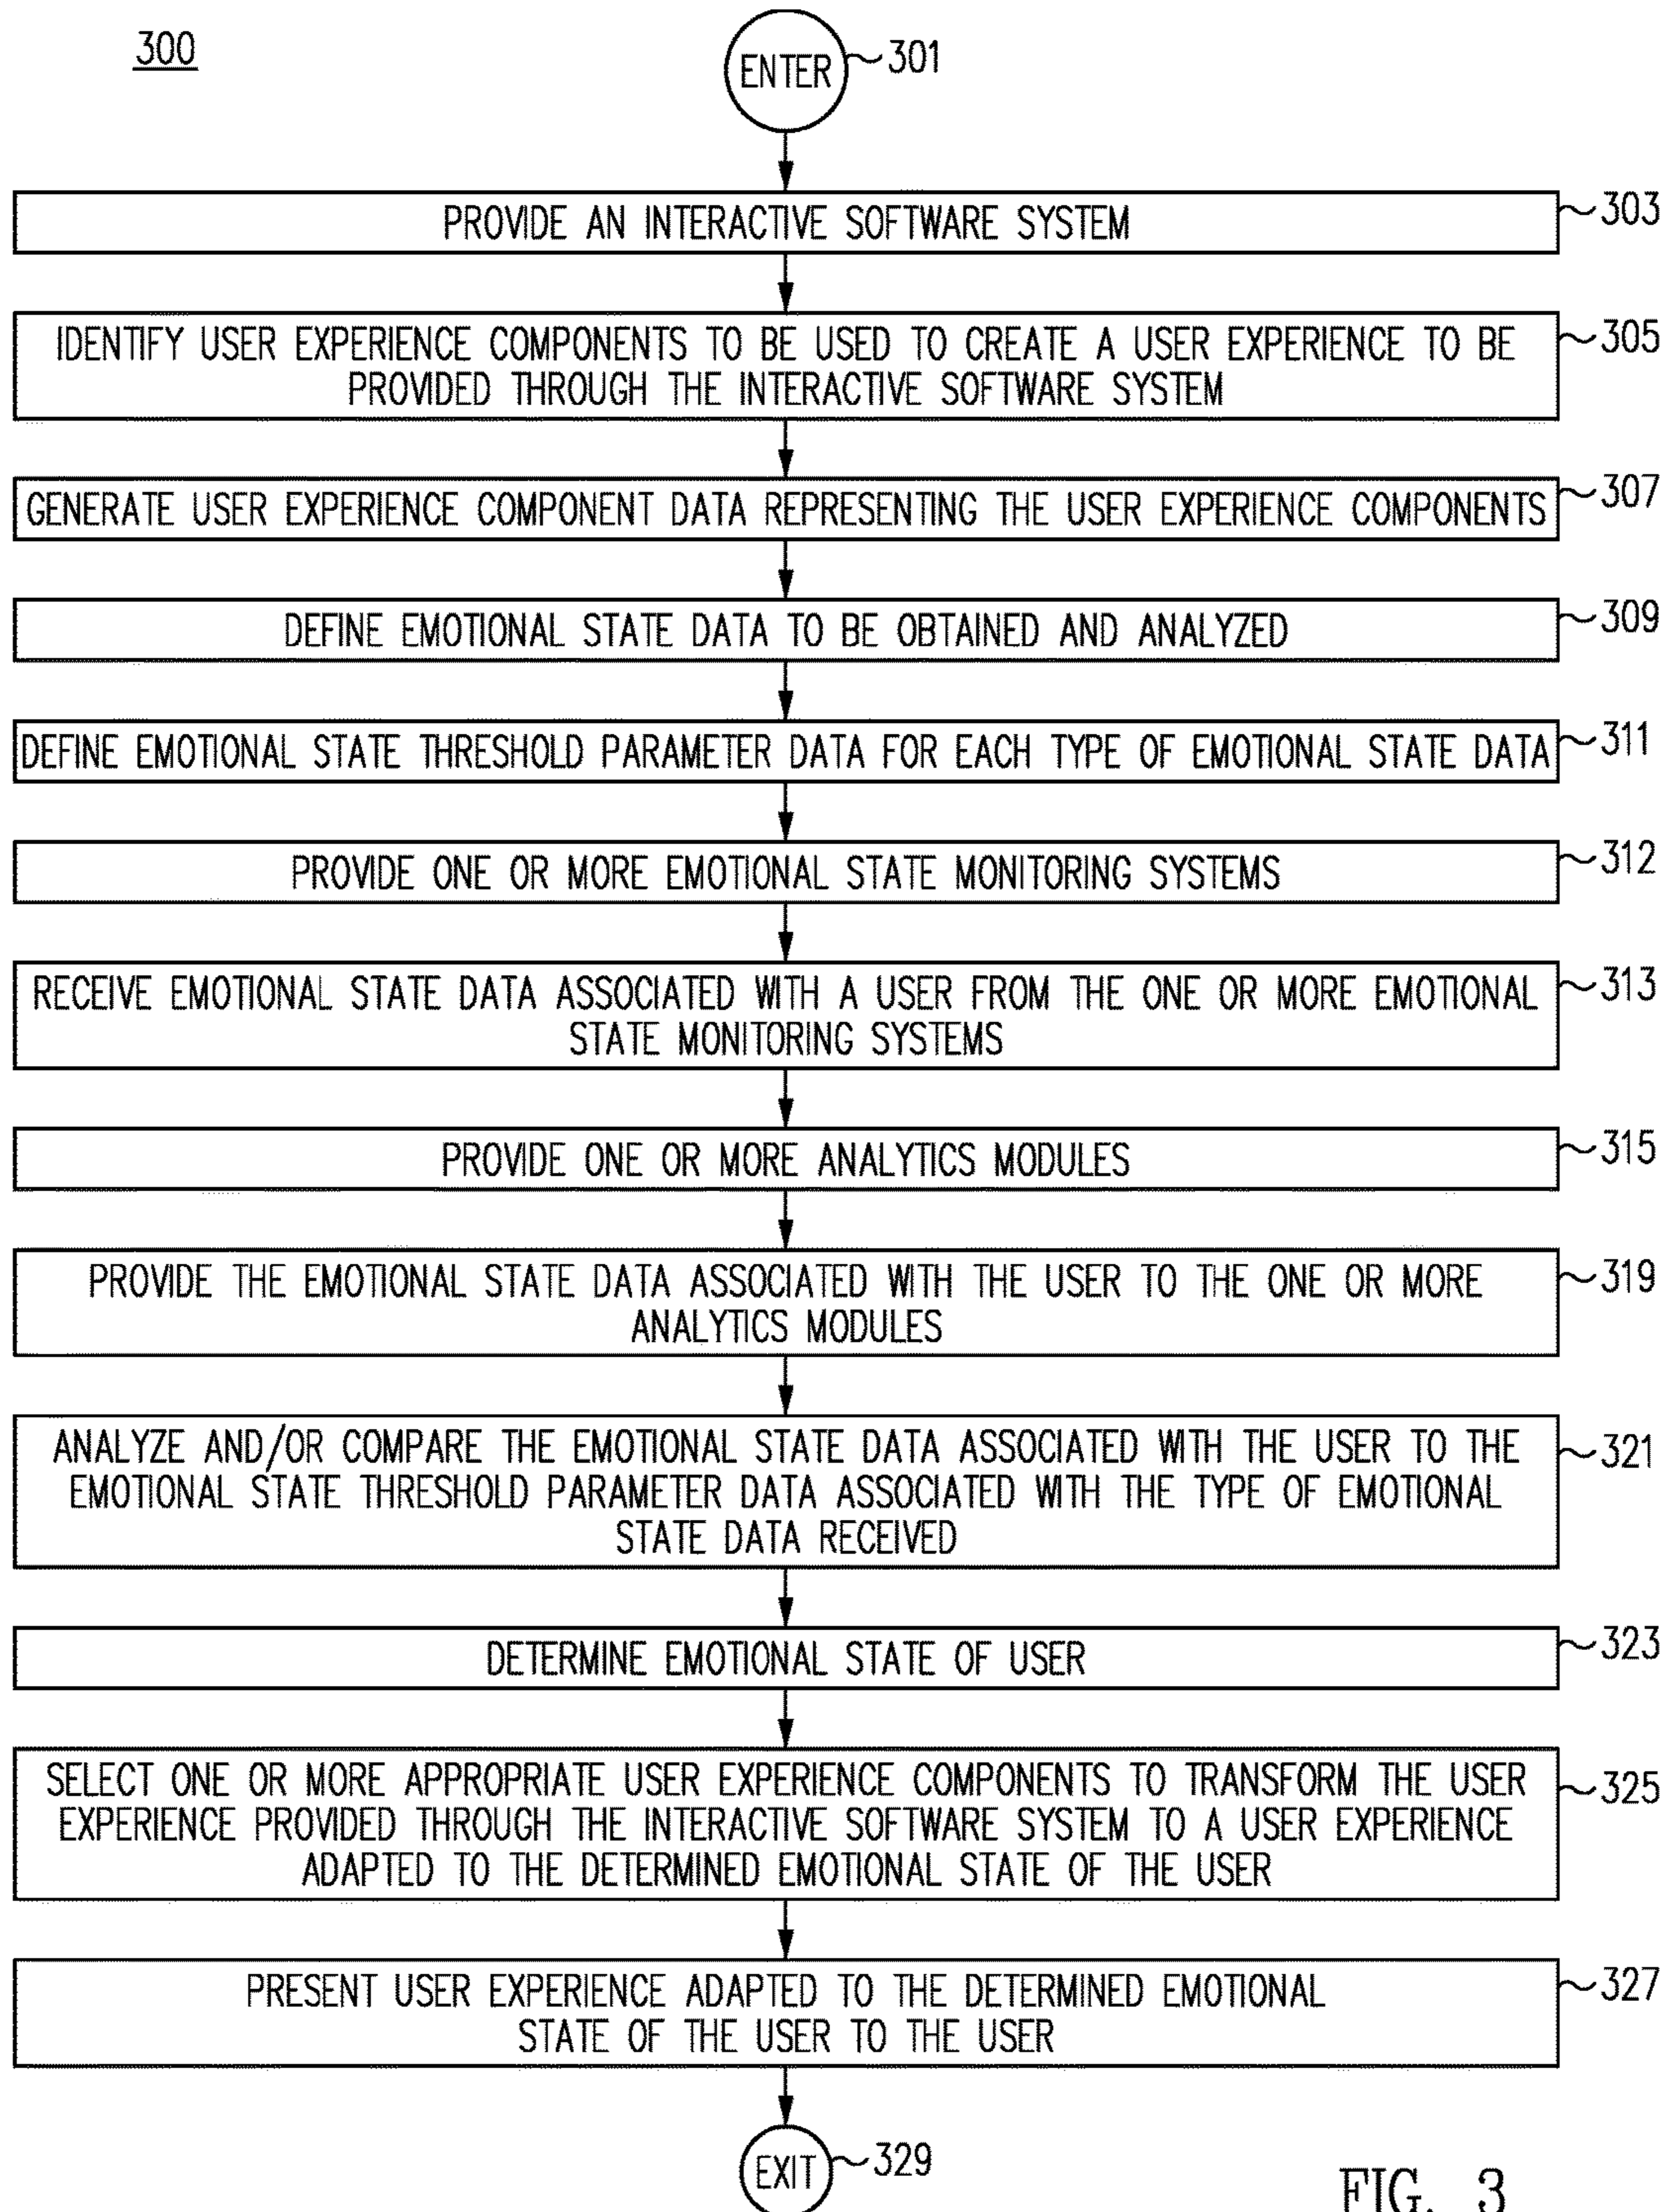 300
ENTER 301
PROVIDE AN INTERACTIVE SOFTWARE SYSTEM 303
IDENTIFY USER EXPERIENCE COMPONENTS TO BE USED TO CREATE A USER EXPERIENCE TO BE 305
PROVIDED THROUGH THE INTERACTIVE SOFTWARE SYSTEM
GENERATE USER EXPERIENCE COMPONENT DATA REPRESENTING THE USER EXPERIENCE COMPONENTS 307
DEFINE EMOTIONAL STATE DATA TO BE OBTAINED AND ANALYZED 309
DEFINE EMOTIONAL STATE THRESHOLD PARAMETER DATA FOR EACH TYPE OF EMOTIONAL STATE DATA 311
PROVIDE ONE OR MORE EMOTIONAL STATE MONITORING SYSTEMS 312
RECEIVE EMOTIONAL STATE DATA ASSOCIATED WITH A USER FROM THE ONE OR MORE EMOTIONAL 313
STATE MONITORING SYSTEMS
PROVIDE ONE OR MORE ANALYTICS MODULES 315
PROVIDE THE EMOTIONAL STATE DATA ASSOCIATED WITH THE USER TO THE ONE OR MORE 319
ANALYTICS MODULES
ANALYZE AND/OR COMPARE THE EMOTIONAL STATE DATA ASSOCIATED WITH THE USER TO THE 321
EMOTIONAL STATE THRESHOLD PARAMETER DATA ASSOCIATED WITH THE TYPE OF EMOTIONAL
STATE DATA RECEIVED
DETERMINE EMOTIONAL STATE OF USER 323
SELECT ONE OR MORE APPROPRIATE USER EXPERIENCE COMPONENTS TO TRANSFORM THE USER 325
EXPERIENCE PROVIDED THROUGH THE INTERACTIVE SOFTWARE SYSTEM TO A USER EXPERIENCE
ADAPTED TO THE DETERMINED EMOTIONAL STATE OF THE USER
PRESENT USER EXPERIENCE ADAPTED TO THE DETERMINED EMOTIONAL 327
STATE OF THE USER TO THE USER
EXIT 329
FIG. 3